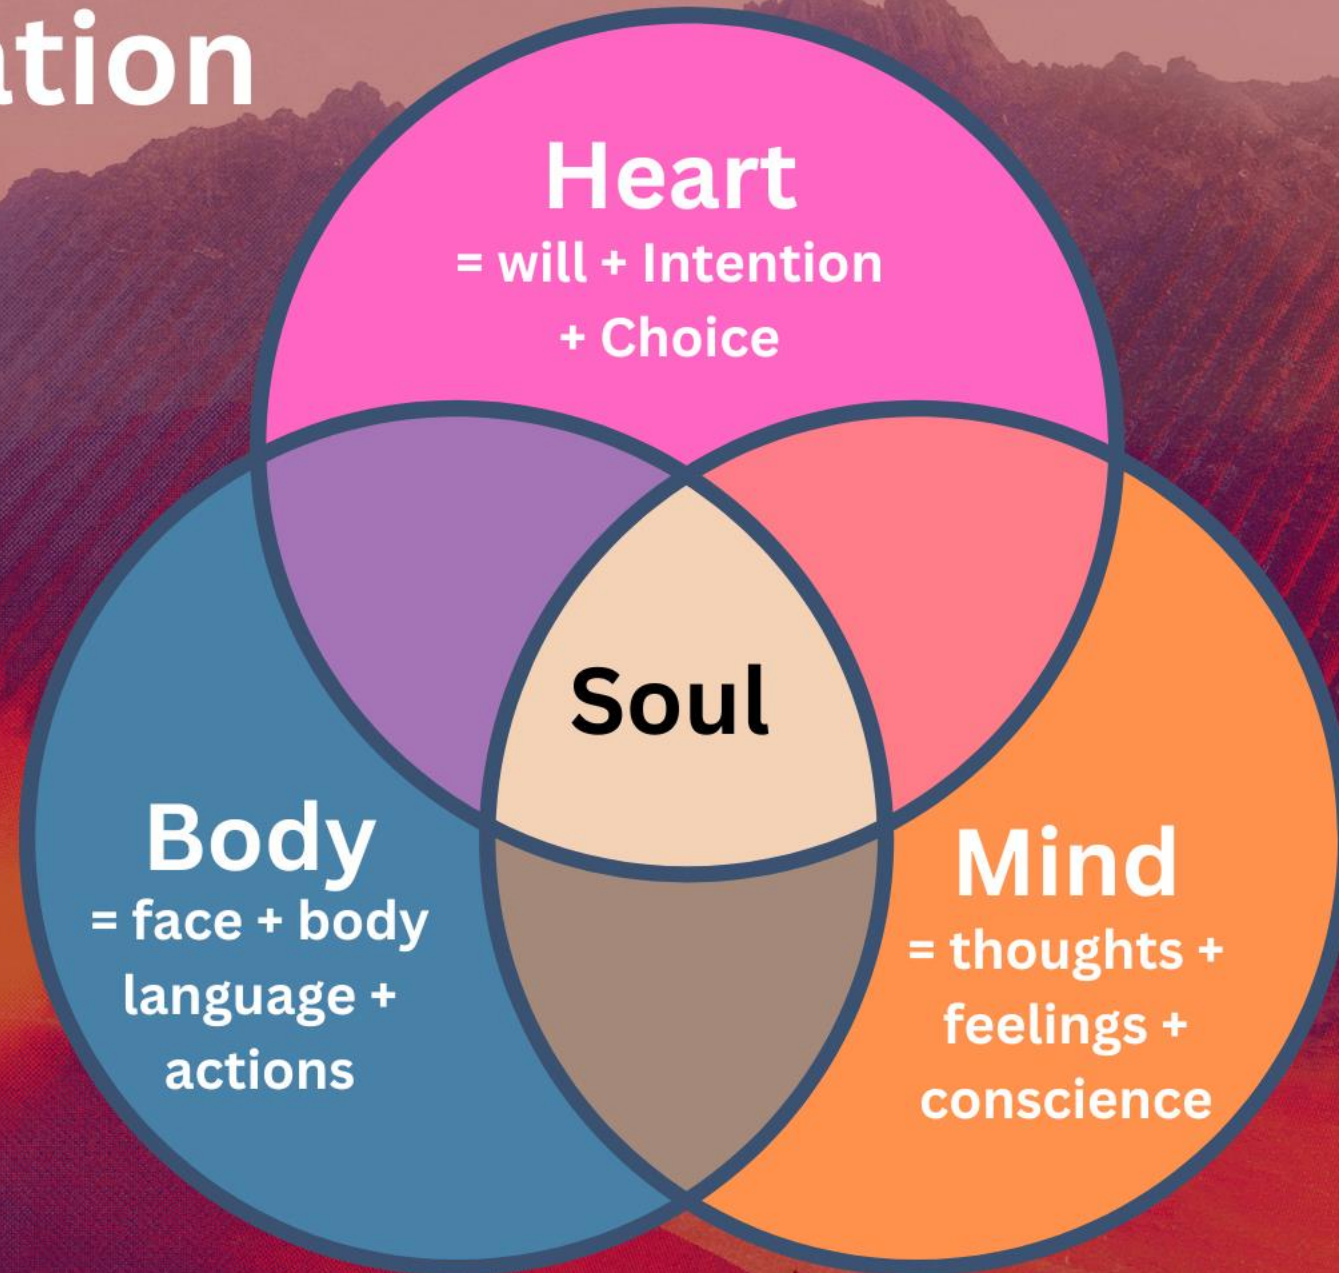 ation
Heart
= will + Intention
+ Choice
Soul
Body
= face + body
language +
actions
Mind
= thoughts +
feelings +
conscience